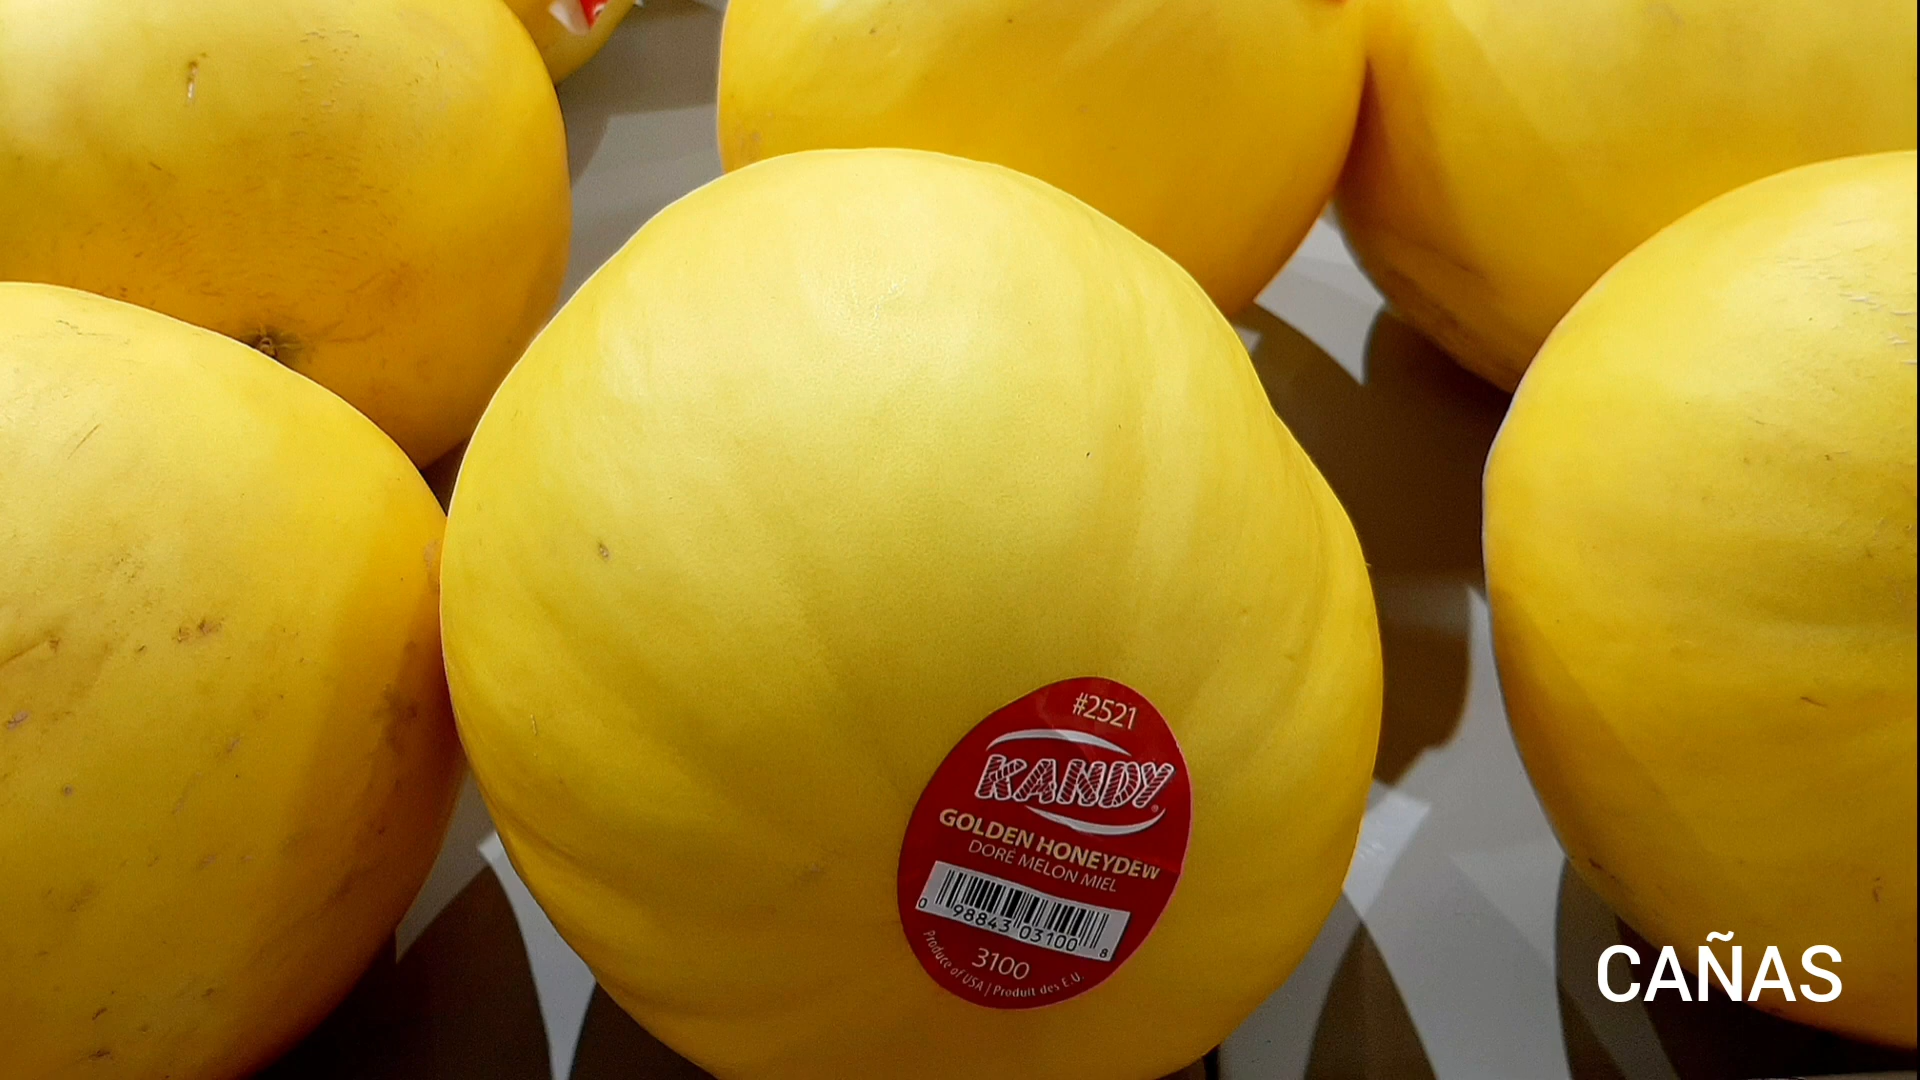 #2521
KANDY
GOLDEN HONEYDEW
DORÉ MELON MIEL
0 98843 03100 8
3100
Produce of USA | Produit des E.U.
CAÑAS